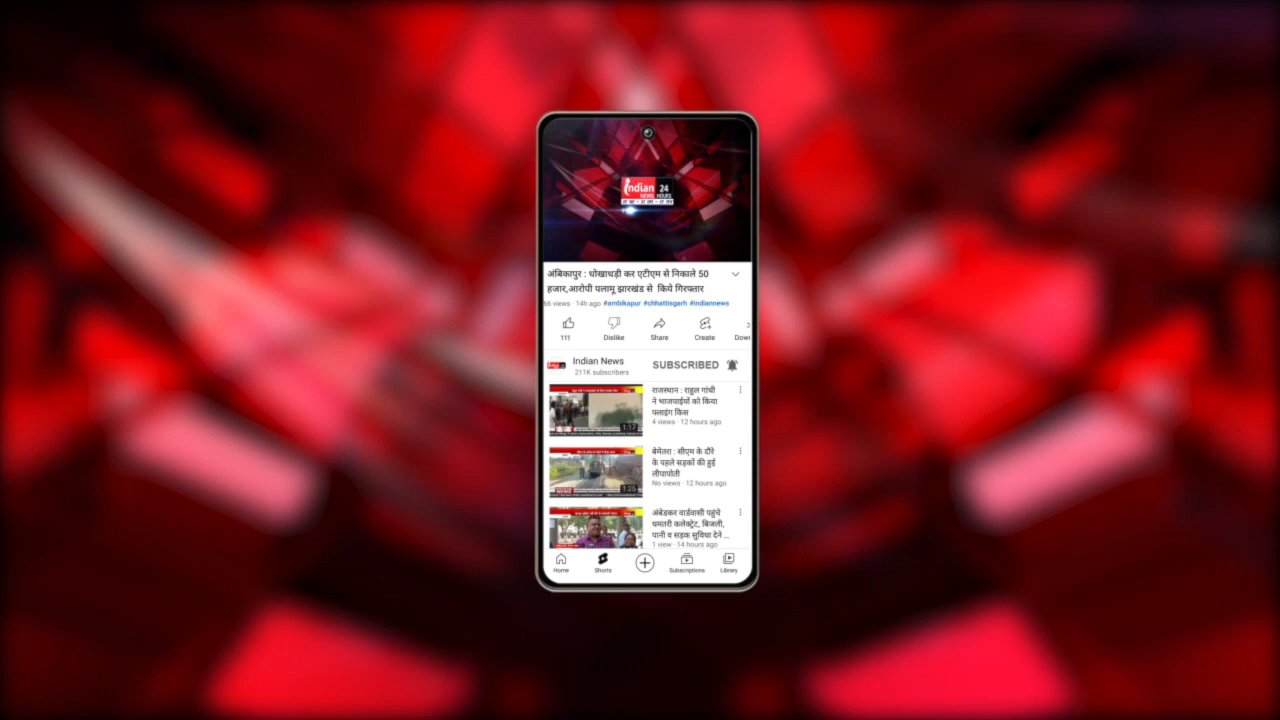 Indian 24
NEWS HOURS
अंबिकापुर : धोखाधड़ी कर एटीएम से निकाले 50
हजार,आरोपी पलामू झारखंड से किये गिरफ्तार
66 views · 14h ago #ambikapur #chhattisgarh #indiannews
111 Dislike Share Create
Indian News
211K subscribers
SUBSCRIBED
राजस्थान : राहुल गांधी
ने भाजपाईयों को किया
फ्लाइंग किस
4 views · 12 hours ago
1:17
बेमेतरा : सीएम के दौरे
के पहले सड़कों की हुई
लीपापोती
No views · 12 hours ago
1:25
अंबेडकर वार्डवासी पहुंचे
धमतरी कलेक्ट्रेट, बिजली,
पानी व सड़क सुविधा देने ...
1 view · 14 hours ago
Home Shorts Subscriptions Library